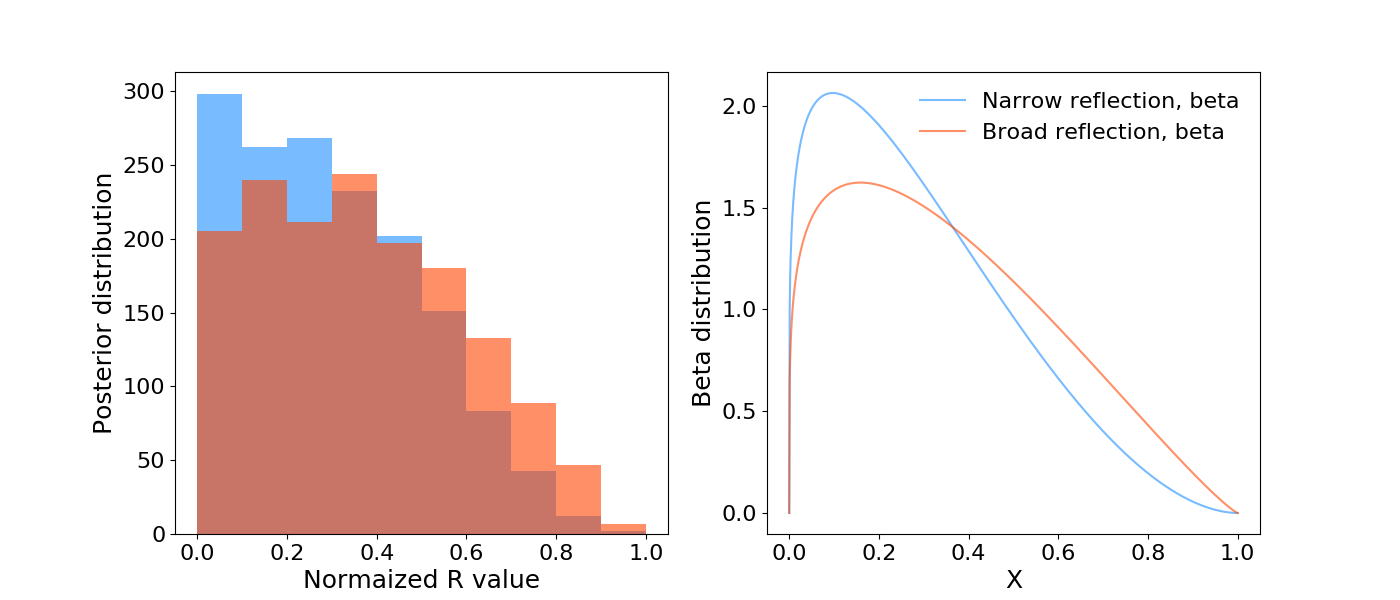 Posterior distribution
300
250
200
150
100
50
0
0.0 0.2 0.4 0.6 0.8 1.0
Normaized R value
Beta distribution
2.0
1.5
1.0
0.5
0.0
Narrow reflection, beta
Broad reflection, beta
0.0 0.2 0.4 0.6 0.8 1.0
X